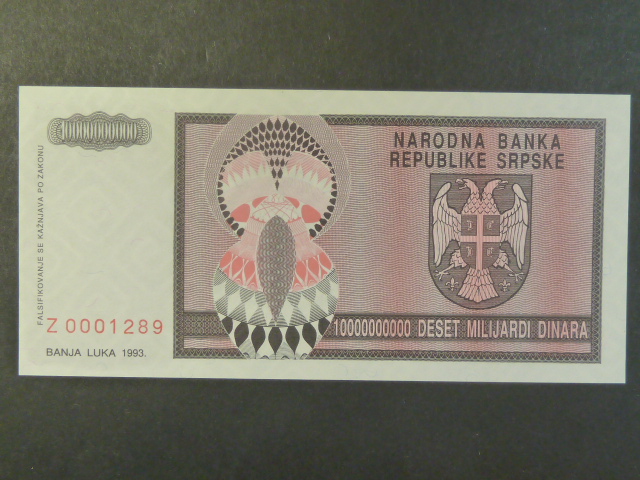 10000000000
NARODNA BANKA
REPUBLIKE SRPSKE
FALSIFIKOVANJE SE KAŽNJAVA PO ZAKONU
Z 0001289
10000000000 DESET MILIJARDI DINARA
BANJA LUKA 1993.